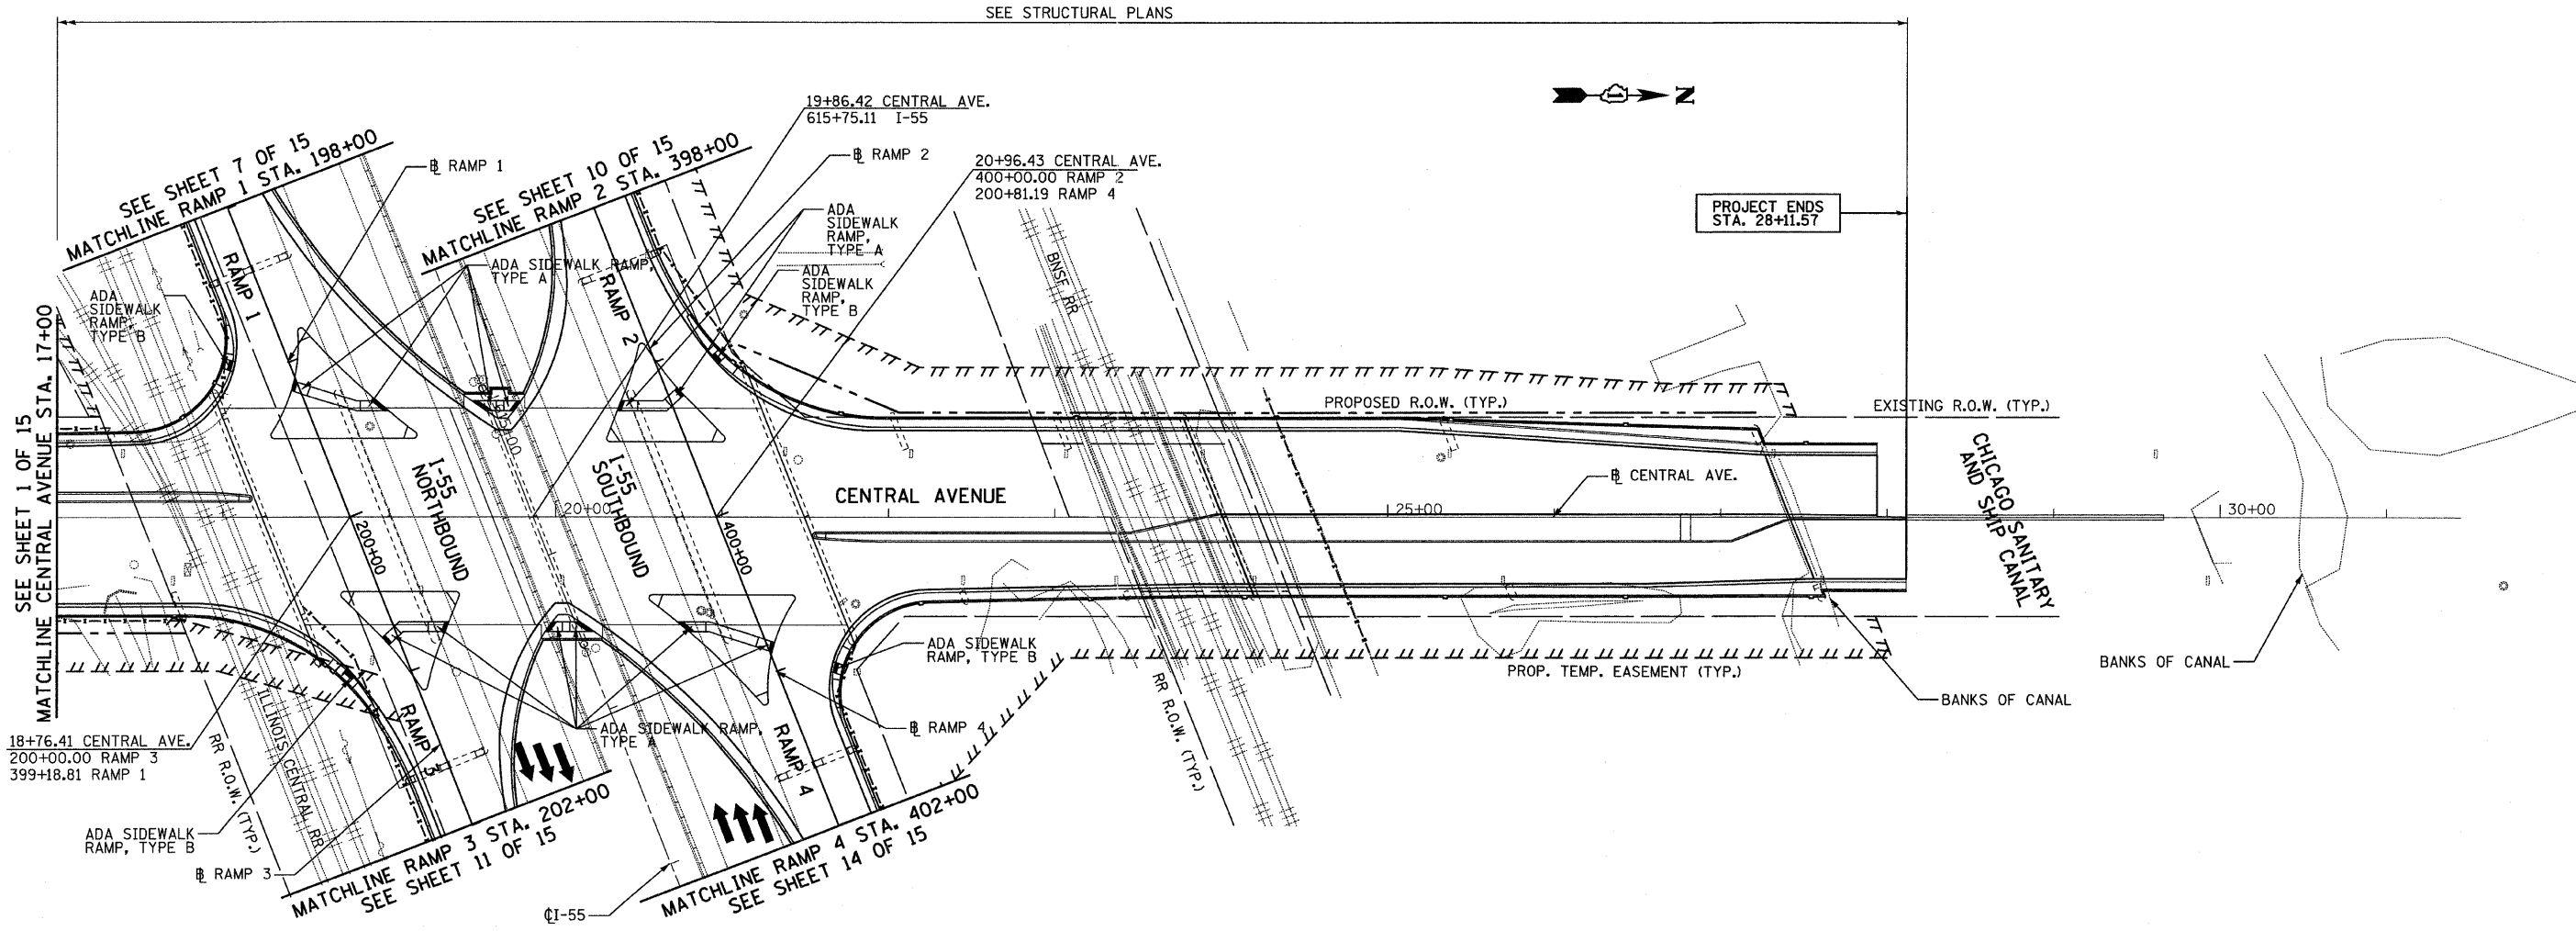 SEE STRUCTURAL PLANS
19+86.42 CENTRAL AVE.
615+75.11 I-55
N
SEE SHEET 7 OF 15
MATCHLINE RAMP 1 STA. 198+00
℄ RAMP 1
SEE SHEET 10 OF 15
MATCHLINE RAMP 2 STA. 398+00
℄ RAMP 2
20+96.43 CENTRAL AVE.
400+00.00 RAMP 2
200+81.19 RAMP 4
PROJECT ENDS
STA. 28+11.57
ADA
SIDEWALK
RAMP,
TYPE A
ADA
SIDEWALK
RAMP,
TYPE B
ADA SIDEWALK RAMP,
TYPE A
ADA
SIDEWALK
RAMP,
TYPE B
RAMP 1
RAMP 2
BNSF RR
SEE SHEET 1 OF 15
MATCHLINE CENTRAL AVENUE STA. 17+00
PROPOSED R.O.W. (TYP.)
EXISTING R.O.W. (TYP.)
I-55
NORTHBOUND
I-55
SOUTHBOUND
CENTRAL AVENUE
℄ CENTRAL AVE.
CHICAGO SANITARY
AND SHIP CANAL
20+00
25+00
30+00
200+00
400+00
ADA SIDEWALK
RAMP, TYPE B
PROP. TEMP. EASEMENT (TYP.)
BANKS OF CANAL
BANKS OF CANAL
18+76.41 CENTRAL AVE.
200+00.00 RAMP 3
399+18.81 RAMP 1
RAMP 3
ADA SIDEWALK RAMP,
TYPE A
RAMP 4
℄ RAMP 4
RR R.O.W. (TYP.)
RR R.O.W. (TYP.)
ILLINOIS CENTRAL RR
ADA SIDEWALK
RAMP, TYPE B
℄ RAMP 3
MATCHLINE RAMP 3 STA. 202+00
SEE SHEET 11 OF 15
MATCHLINE RAMP 4 STA. 402+00
SEE SHEET 14 OF 15
℄ I-55